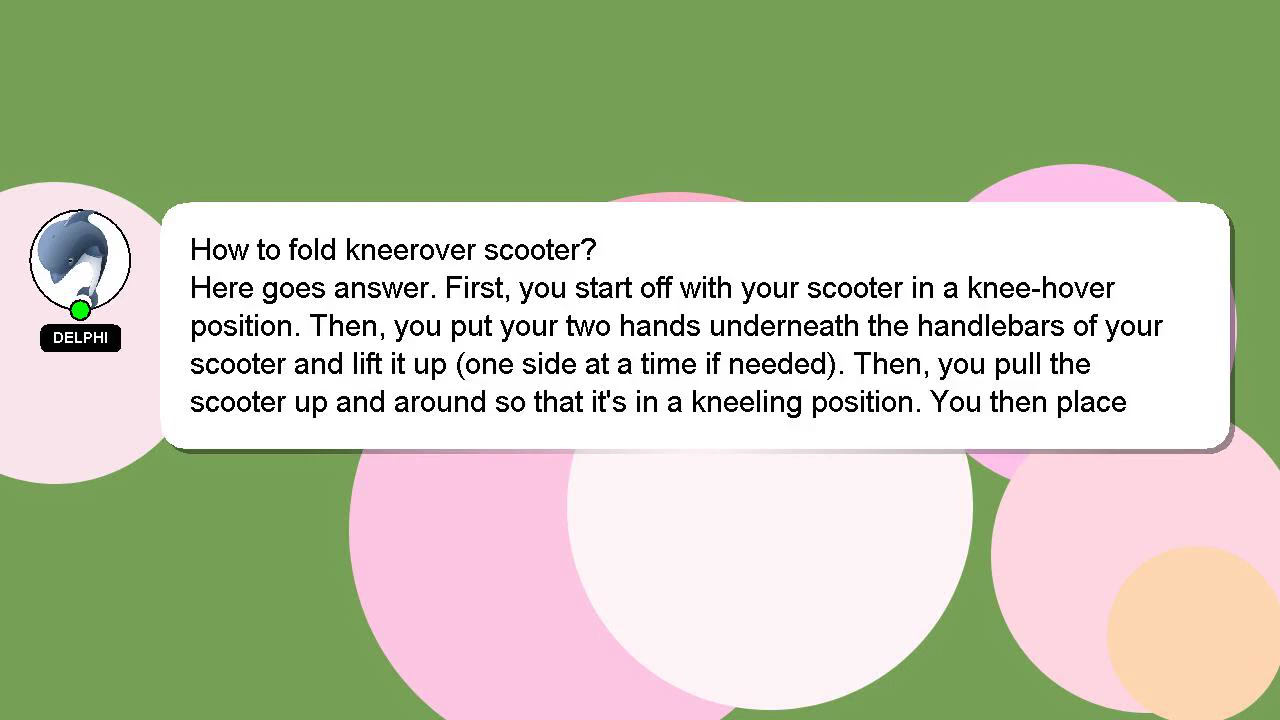 How to fold kneerover scooter?
Here goes answer. First, you start off with your scooter in a knee-hover
position. Then, you put your two hands underneath the handlebars of your
scooter and lift it up (one side at a time if needed). Then, you pull the
scooter up and around so that it's in a kneeling position. You then place
DELPHI